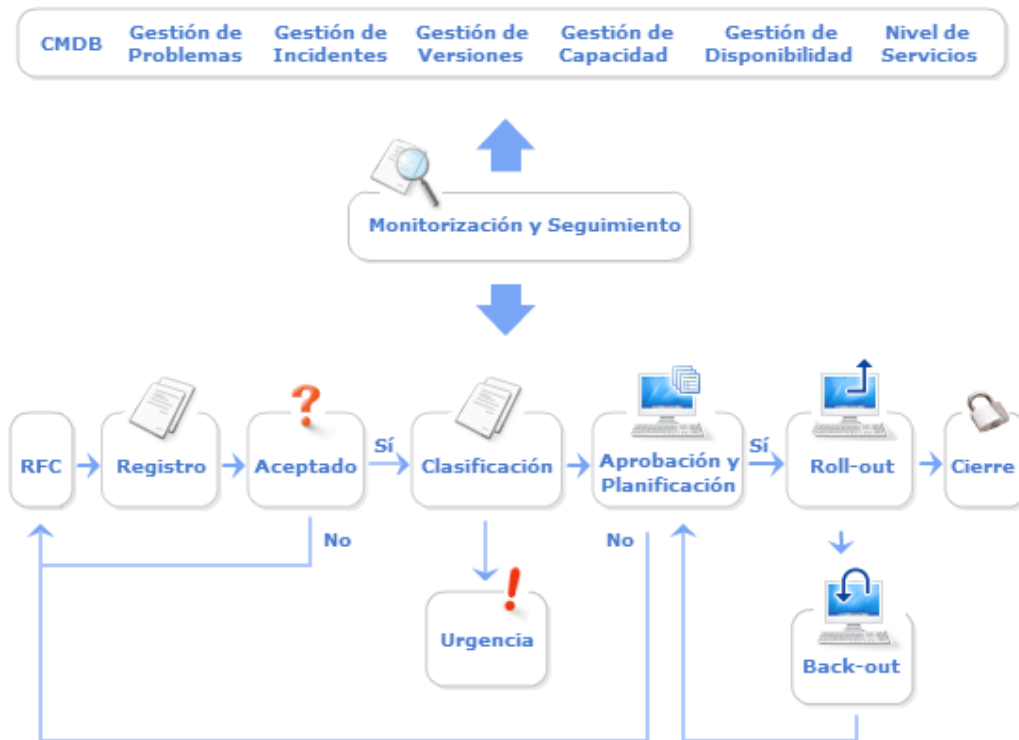 CMDB
Gestión de
Problemas
Gestión de
Incidentes
Gestión de
Versiones
Gestión de
Capacidad
Gestión de
Disponibilidad
Nivel de
Servicios
Monitorización y Seguimiento
RFC
Registro
Aceptado
Sí
Clasificación
Aprobación y
Planificación
Sí
Roll-out
Cierre
No
No
Urgencia
Back-out